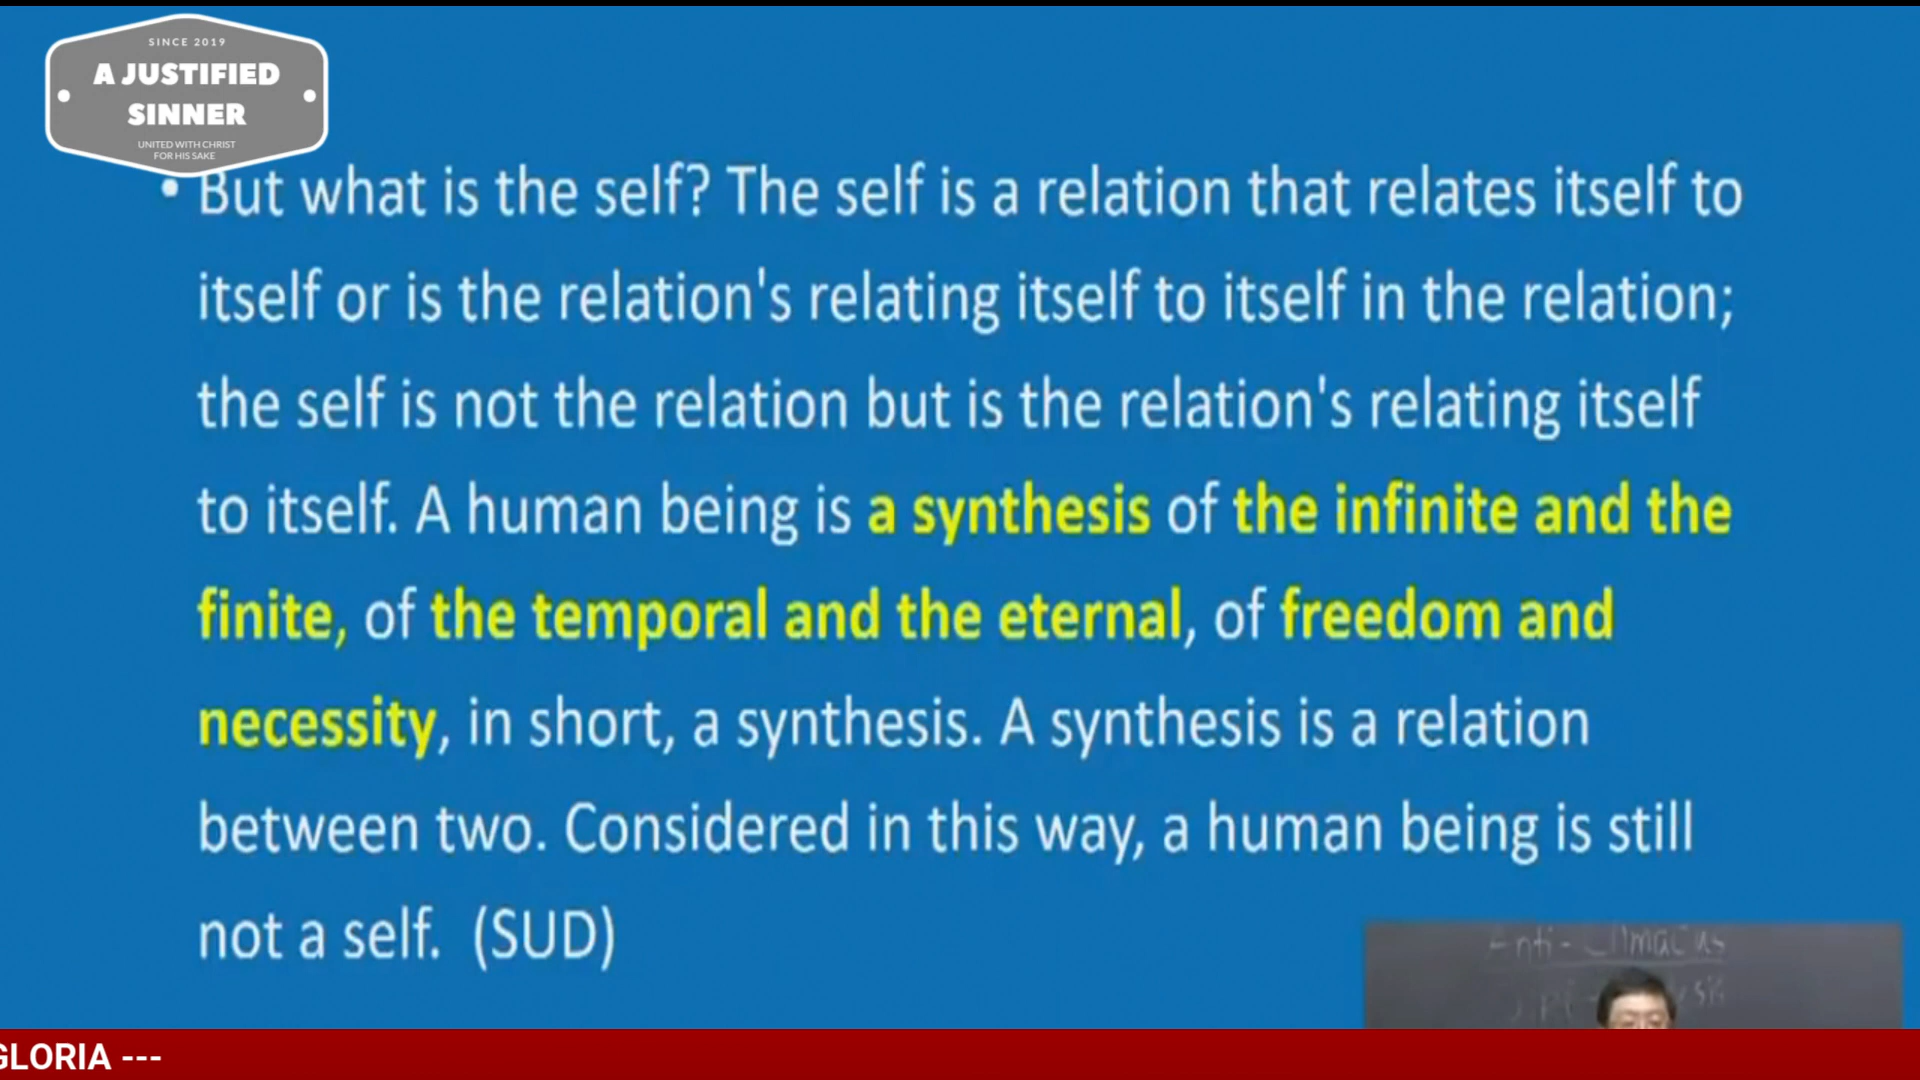 SINCE 2019
A JUSTIFIED
SINNER
UNITED WITH CHRIST
FOR HIS SAKE
• But what is the self? The self is a relation that relates itself to
itself or is the relation's relating itself to itself in the relation;
the self is not the relation but is the relation's relating itself
to itself. A human being is a synthesis of the infinite and the
finite, of the temporal and the eternal, of freedom and
necessity, in short, a synthesis. A synthesis is a relation
between two. Considered in this way, a human being is still
not a self. (SUD)
Anti-Climacus
GLORIA ---